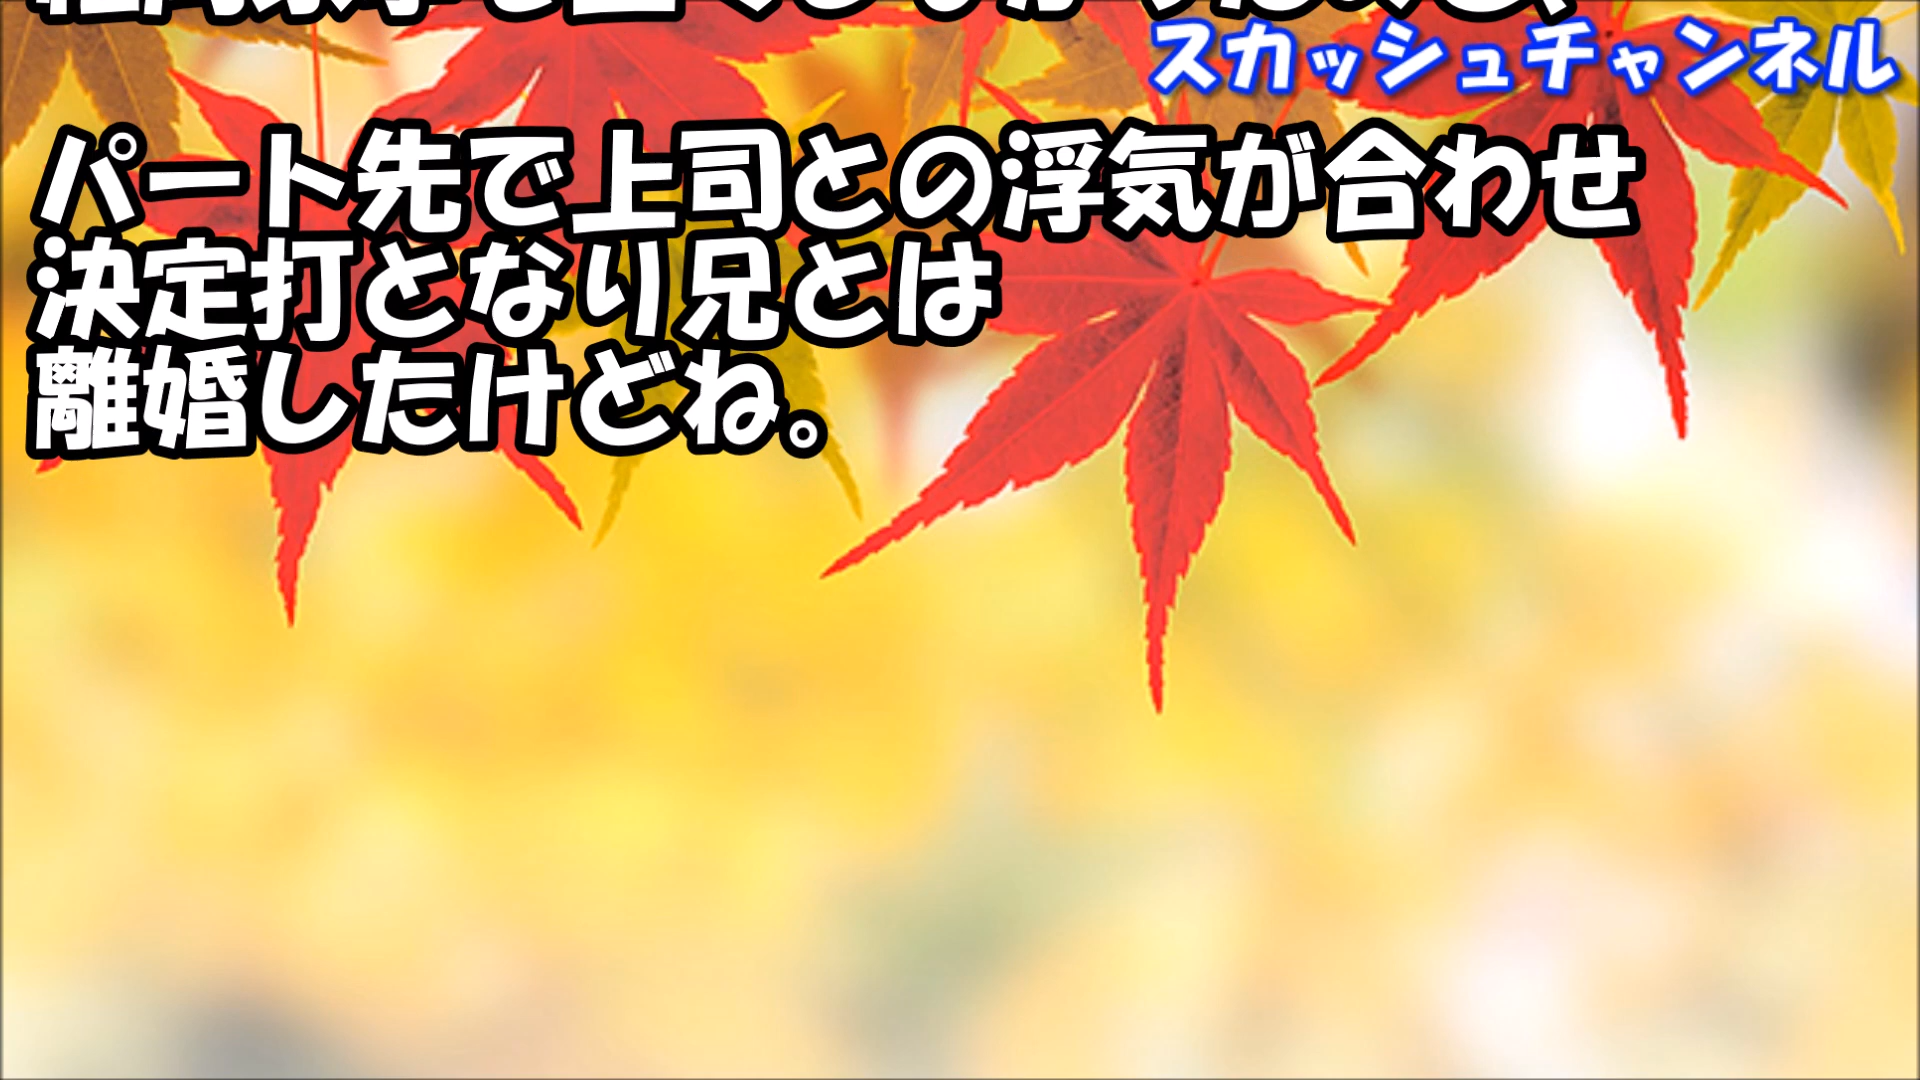 スカッシュチャンネル
パート先で上司との浮気が合わせ
決定打となり兄とは
離婚したけどね。